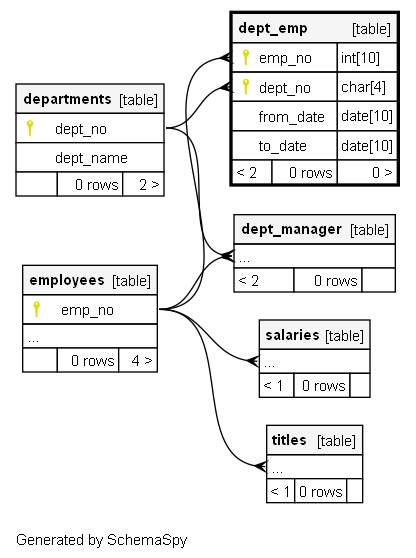 dept_emp [table]
emp_no int[10]
dept_no char[4]
from_date date[10]
to_date date[10]
< 2 0 rows 0 >
departments [table]
dept_no
dept_name
0 rows 2 >
dept_manager [table]
...
< 2 0 rows
employees [table]
emp_no
...
0 rows 4 >
salaries [table]
...
< 1 0 rows
titles [table]
...
< 1 0 rows
Generated by SchemaSpy